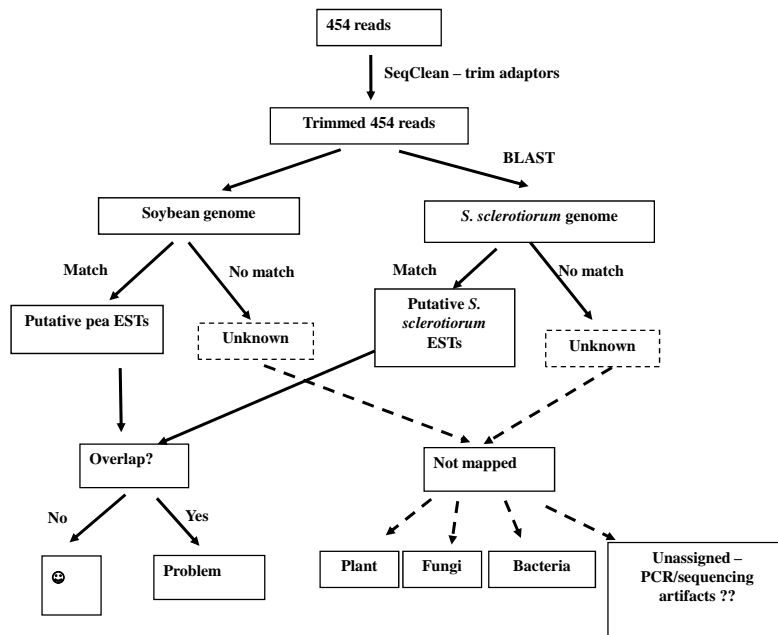 454 reads
SeqClean – trim adaptors
Trimmed 454 reads
BLAST
Soybean genome
S. sclerotiorum genome
Match
No match
Match
No match
Putative pea ESTs
Unknown
Putative S.
sclerotiorum
ESTs
Unknown
Overlap?
Not mapped
No
Yes
☺
Problem
Plant
Fungi
Bacteria
Unassigned –
PCR/sequencing
artifacts ??